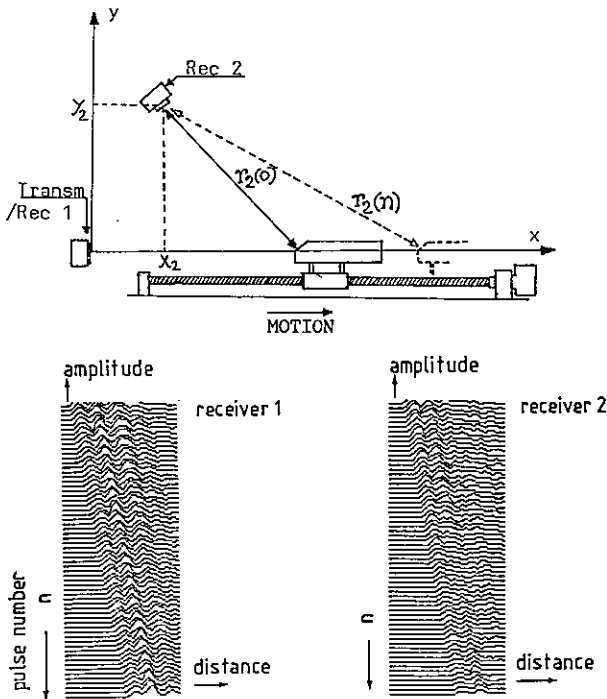 y
Rec 2
y₂
r₂(0)
r₂(n)
Transm
/Rec 1
x
x₂
MOTION
amplitude
receiver 1
amplitude
receiver 2
pulse number n
distance
n
distance